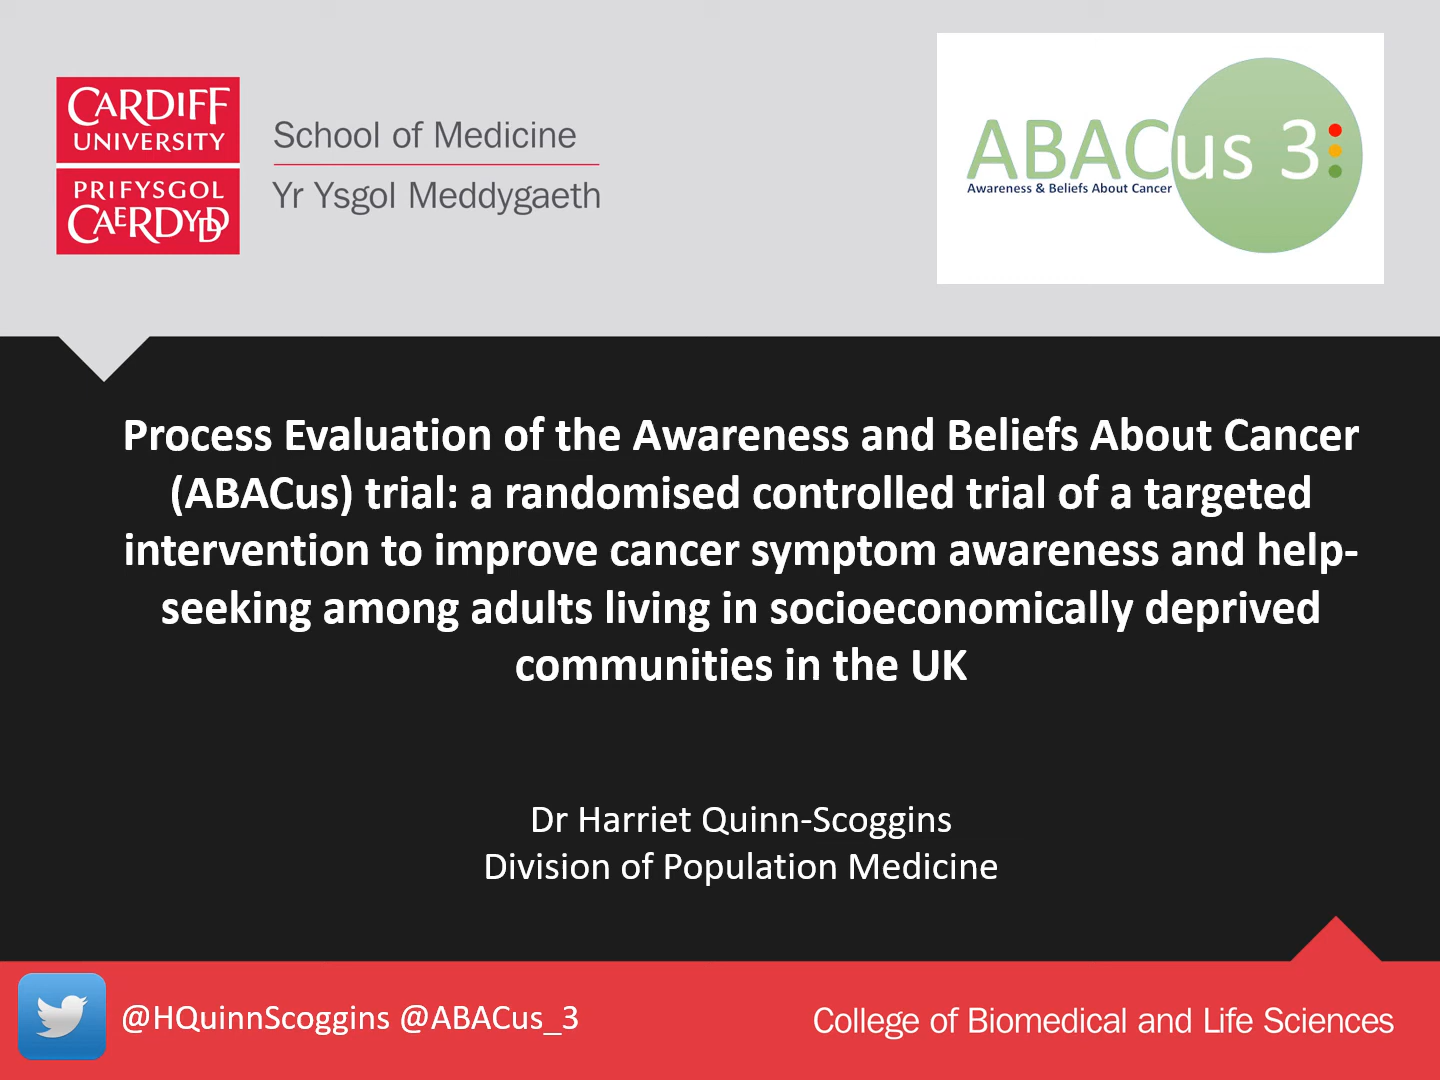 CARDIFF
UNIVERSITY
PRIFYSGOL
CAERDYDD
School of Medicine
Yr Ysgol Meddygaeth
ABACus 3
Awareness & Beliefs About Cancer
Process Evaluation of the Awareness and Beliefs About Cancer
(ABACus) trial: a randomised controlled trial of a targeted
intervention to improve cancer symptom awareness and help-
seeking among adults living in socioeconomically deprived
communities in the UK
Dr Harriet Quinn-Scoggins
Division of Population Medicine
@HQuinnScoggins @ABACus_3
College of Biomedical and Life Sciences